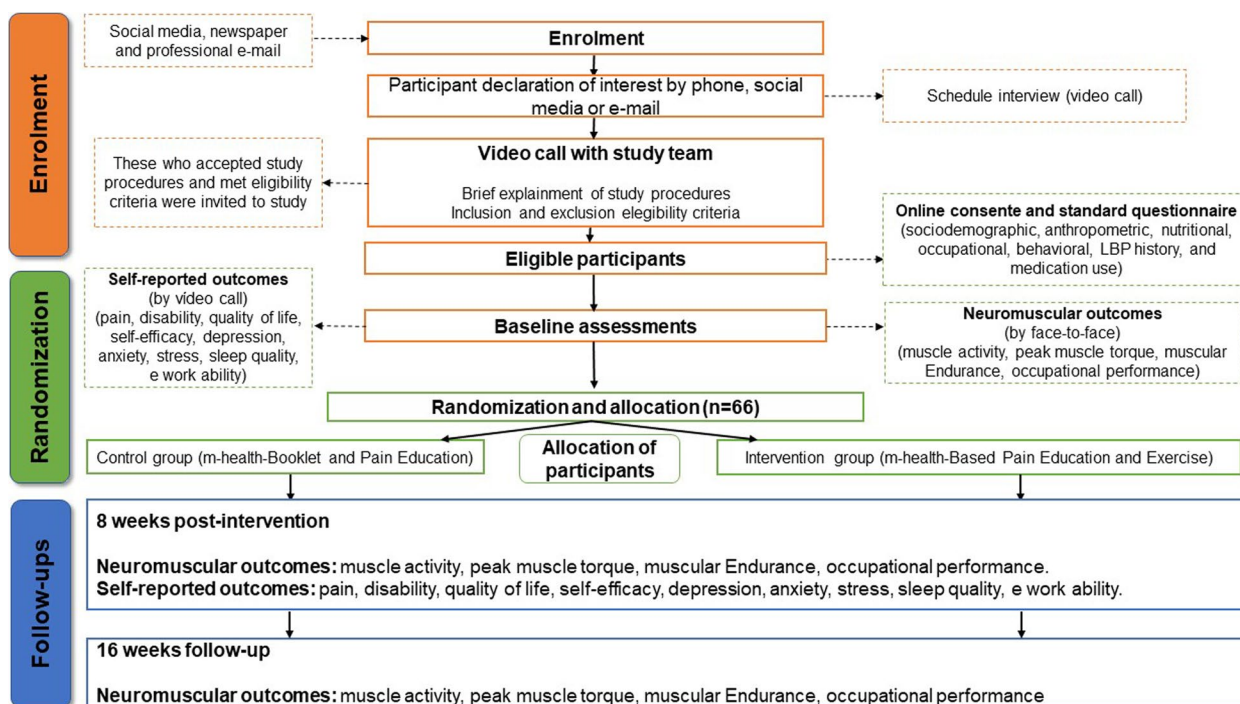 Enrolment
Social media, newspaper
and professional e-mail
Enrolment
Participant declaration of interest by phone, social
media or e-mail
Schedule interview (video call)
These who accepted study
procedures and met eligibility
criteria were invited to study
Video call with study team
Brief explainment of study procedures
Inclusion and exclusion elegibility criteria
Online consente and standard questionnaire
(sociodemographic, anthropometric, nutritional,
occupational, behavioral, LBP history, and
medication use)
Eligible participants
Randomization
Self-reported outcomes
(by video call)
(pain, disability, quality of life,
self-efficacy, depression,
anxiety, stress, sleep quality,
e work ability)
Baseline assessments
Neuromuscular outcomes
(by face-to-face)
(muscle activity, peak muscle torque, muscular
Endurance, occupational performance)
Randomization and allocation (n=66)
Control group (m-health-Booklet and Pain Education)
Allocation of
participants
Intervention group (m-health-Based Pain Education and Exercise)
Follow-ups
8 weeks post-intervention
Neuromuscular outcomes: muscle activity, peak muscle torque, muscular Endurance, occupational performance.
Self-reported outcomes: pain, disability, quality of life, self-efficacy, depression, anxiety, stress, sleep quality, e work ability.
16 weeks follow-up
Neuromuscular outcomes: muscle activity, peak muscle torque, muscular Endurance, occupational performance